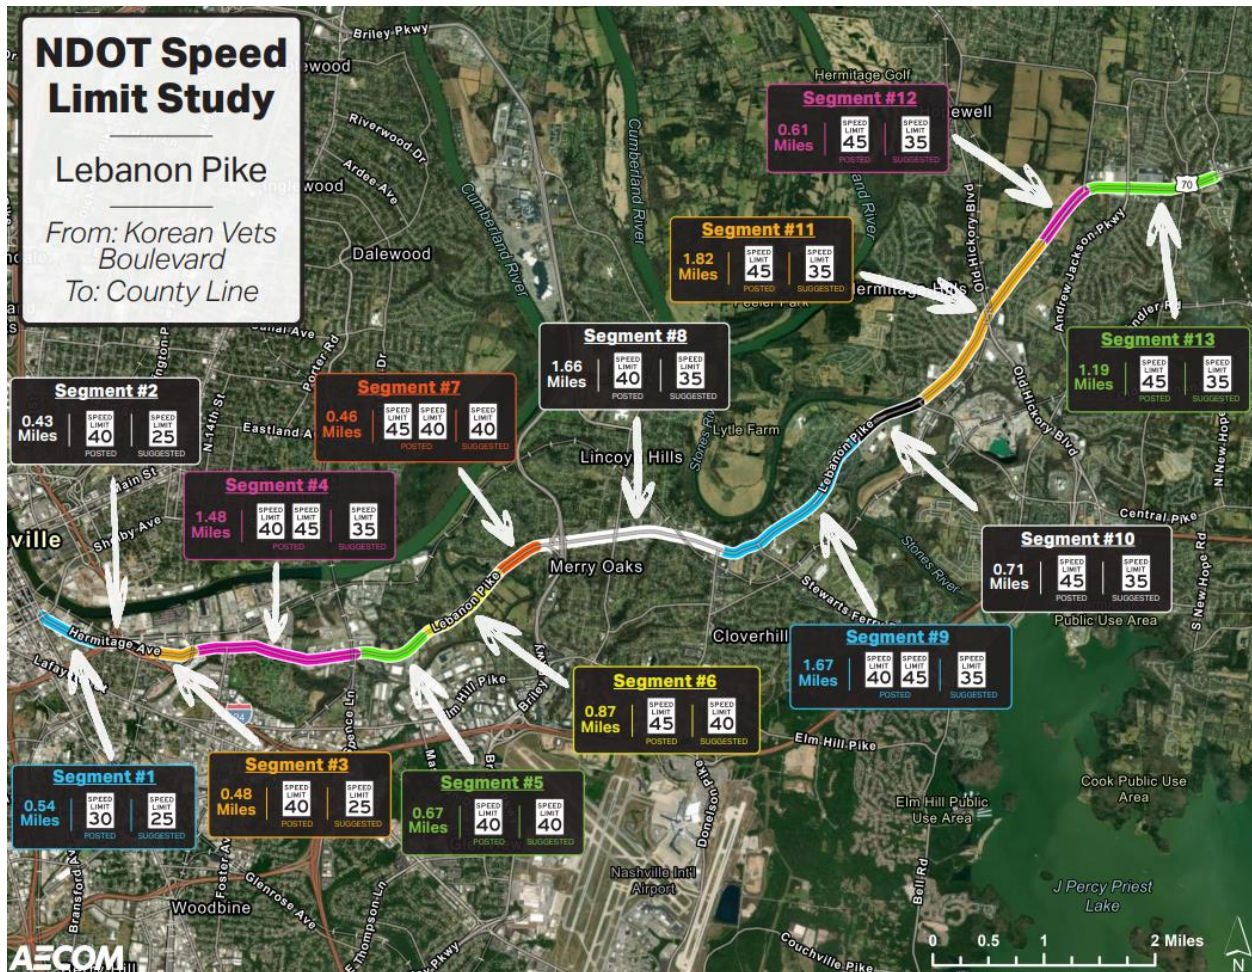 NDOT Speed
Limit Study
Lebanon Pike
From: Korean Vets
Boulevard
To: County Line
Briley Pkwy
Riverwood Dr
Ardee Ave
Dalewood
Porter Rd
Cumberland River
Cumberland River
Hermitage Golf
Segment #12
0.61
Miles
SPEED
LIMIT
45
POSTED
SPEED
LIMIT
35
SUGGESTED
70
Segment #11
1.82
Miles
SPEED
LIMIT
45
POSTED
SPEED
LIMIT
35
SUGGESTED
Old Hickory Blvd
Andrew Jackson Pkwy
Segment #13
1.19
Miles
SPEED
LIMIT
45
POSTED
SPEED
LIMIT
35
SUGGESTED
Segment #8
1.66
Miles
SPEED
LIMIT
40
POSTED
SPEED
LIMIT
35
SUGGESTED
Segment #2
0.43
Miles
SPEED
LIMIT
40
POSTED
SPEED
LIMIT
25
SUGGESTED
N 14th St
Segment #7
0.46
Miles
SPEED
LIMIT
45
SPEED
LIMIT
40
POSTED
SPEED
LIMIT
40
SUGGESTED
Lytle Farm
Old Hickory Blvd
Lincoya Hills
Lebanon Pike
Main St
Shelby Ave
Segment #4
1.48
Miles
SPEED
LIMIT
40
SPEED
LIMIT
45
POSTED
SPEED
LIMIT
35
SUGGESTED
Central Pike
Stones River
N New Hope Rd
S New Hope Rd
Segment #10
0.71
Miles
SPEED
LIMIT
45
POSTED
SPEED
LIMIT
35
SUGGESTED
Public Use Area
Merry Oaks
Lebanon Pike
Hermitage Ave
Cloverhill
Segment #9
1.67
Miles
SPEED
LIMIT
40
SPEED
LIMIT
45
POSTED
SPEED
LIMIT
35
SUGGESTED
Segment #6
0.87
Miles
SPEED
LIMIT
45
POSTED
SPEED
LIMIT
40
SUGGESTED
Elm Hill Pike
Segment #1
0.54
Miles
SPEED
LIMIT
30
POSTED
SPEED
LIMIT
25
SUGGESTED
Segment #3
0.48
Miles
SPEED
LIMIT
40
POSTED
SPEED
LIMIT
25
SUGGESTED
Segment #5
0.67
Miles
SPEED
LIMIT
40
POSTED
SPEED
LIMIT
40
SUGGESTED
Elm Hill Public
Use Area
Cook Public Use
Area
Nashville Int'l
Airport
Bell Rd
J Percy Priest
Lake
Woodbine
Glenrose Ave
E Thompson Ln
Couchville Pike
AECOM
0 0.5 1 2 Miles
N